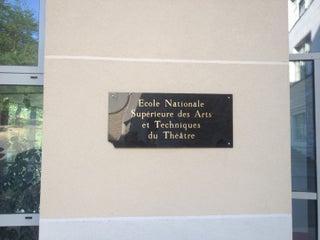 Ecole Nationale
Supérieure des Arts
et Techniques
du Théâtre